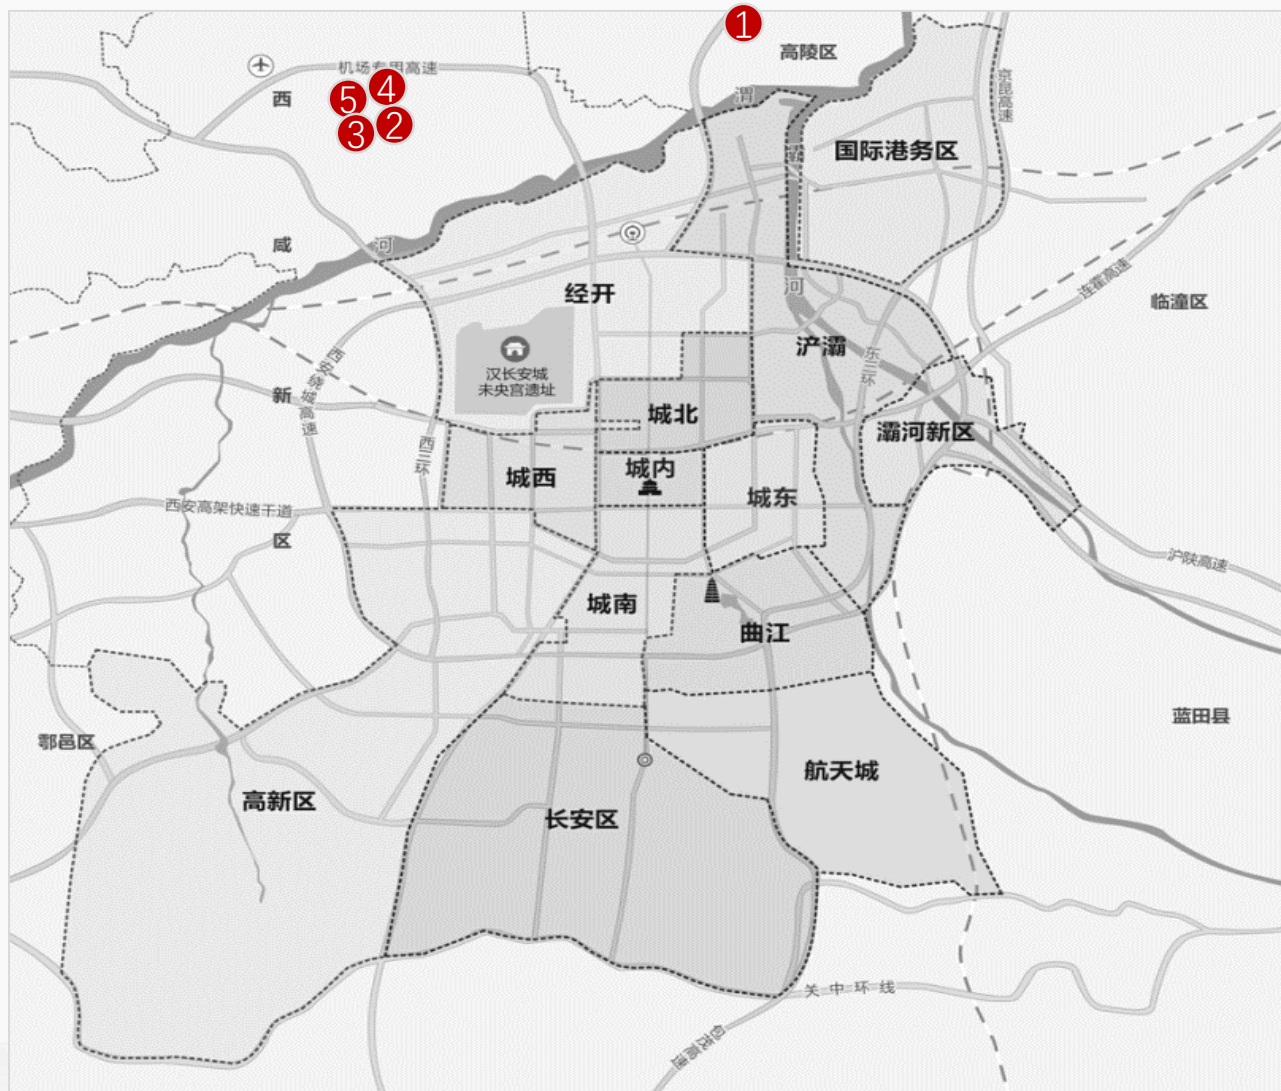 1
高陵区
机场专用高速
西
4
5
3
2
渭
京昆高速
国际港务区
灞
咸
河
经开
河
连霍高速
临潼区
汉长安城
未央宫遗址
浐灞
东三环
西安绕城高速
新
城北
灞河新区
西三环
城西
城内
城东
西安高架快速干道
区
沪陕高速
城南
曲江
蓝田县
鄠邑区
航天城
高新区
长安区
关中环线
包茂高速